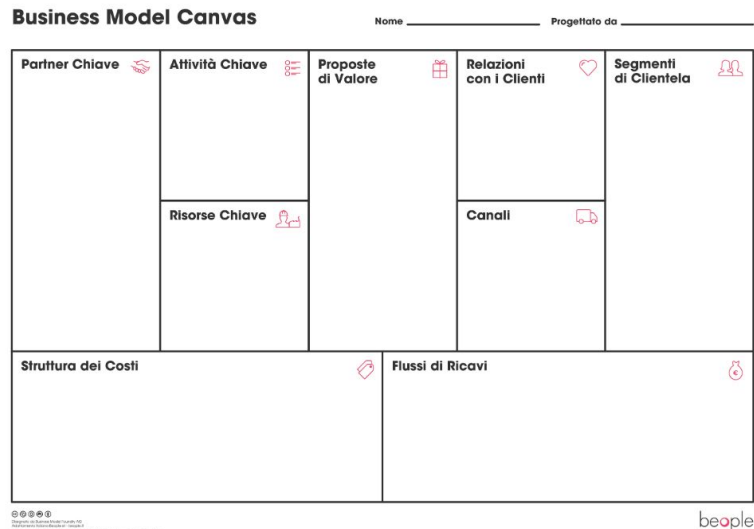 Business Model Canvas
Nome
Progettato da
Partner Chiave
Attività Chiave
Proposte
di Valore
Relazioni
con i Clienti
Segmenti
di Clientela
Risorse Chiave
Canali
Struttura dei Costi
Flussi di Ricavi
€
beople